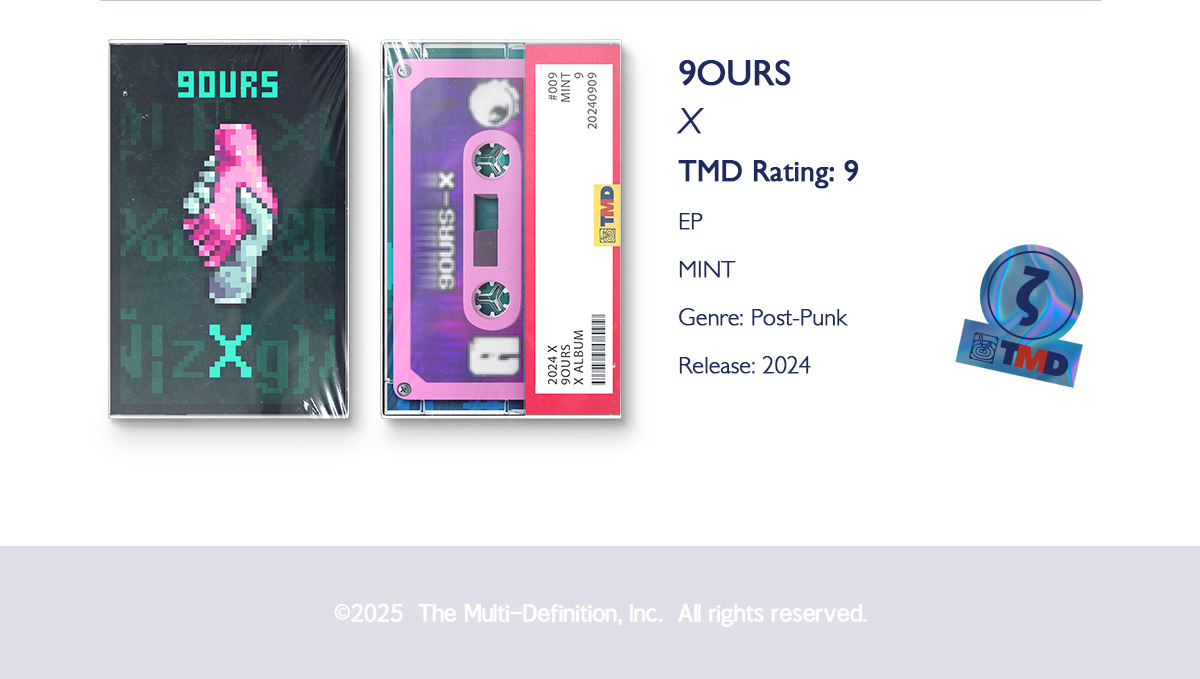 9OURS
X
9OURS-X
A
#009
MINT
9
20240909
TMD
2024 X
9OURS
X ALBUM
9OURS
X
TMD Rating: 9
EP
MINT
Genre: Post-Punk
Release: 2024
ζ
TMD
©2025 The Multi-Definition, Inc. All rights reserved.